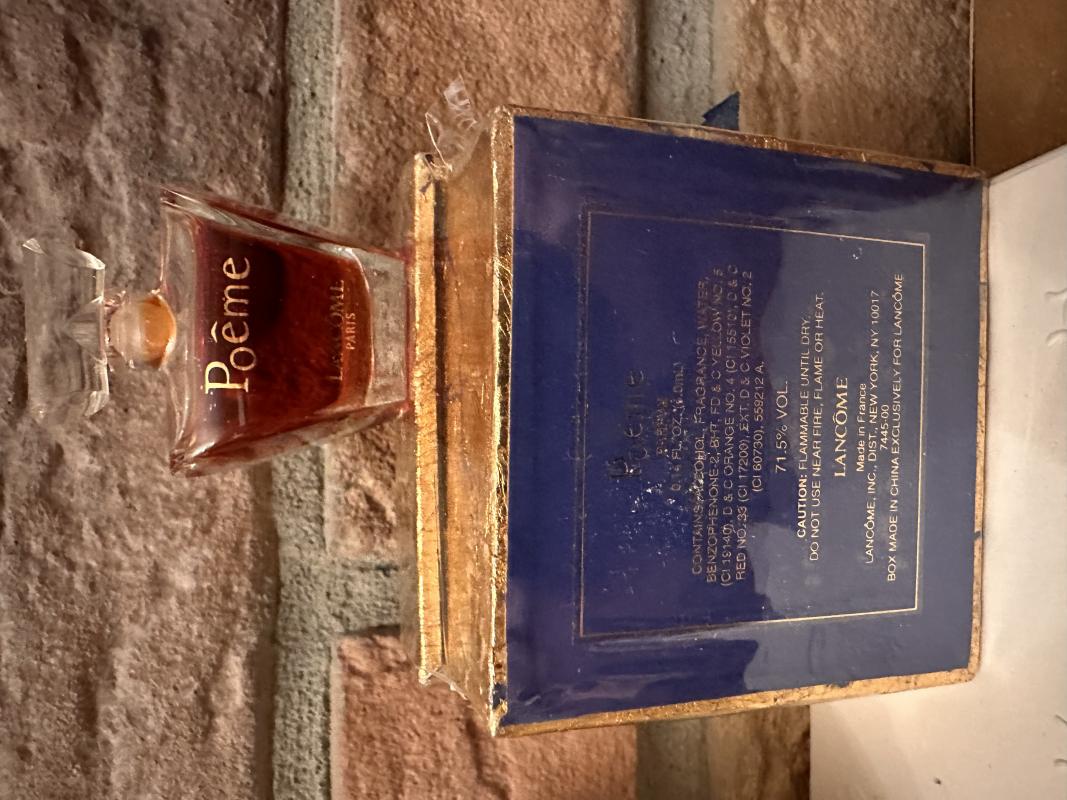 Poême
LANCÔME
PARIS
Poême
PARFUM
CONTAINS: ALCOHOL, FRAGRANCE, WATER,
BENZOPHENONE-2, BHT, FD & C YELLOW NO. 5
(CI 19140), D & C ORANGE NO. 4 (CI 15510), D & C
RED NO. 33 (CI 17200), EXT. D & C VIOLET NO. 2
(CI 60730), 559212 A.
71.5% VOL.
CAUTION: FLAMMABLE UNTIL DRY.
DO NOT USE NEAR FIRE, FLAME OR HEAT.
LANCÔME
Made in France
LANCÔME, INC., DIST., NEW YORK, NY 10017
7445-00
BOX MADE IN CHINA EXCLUSIVELY FOR LANCÔME